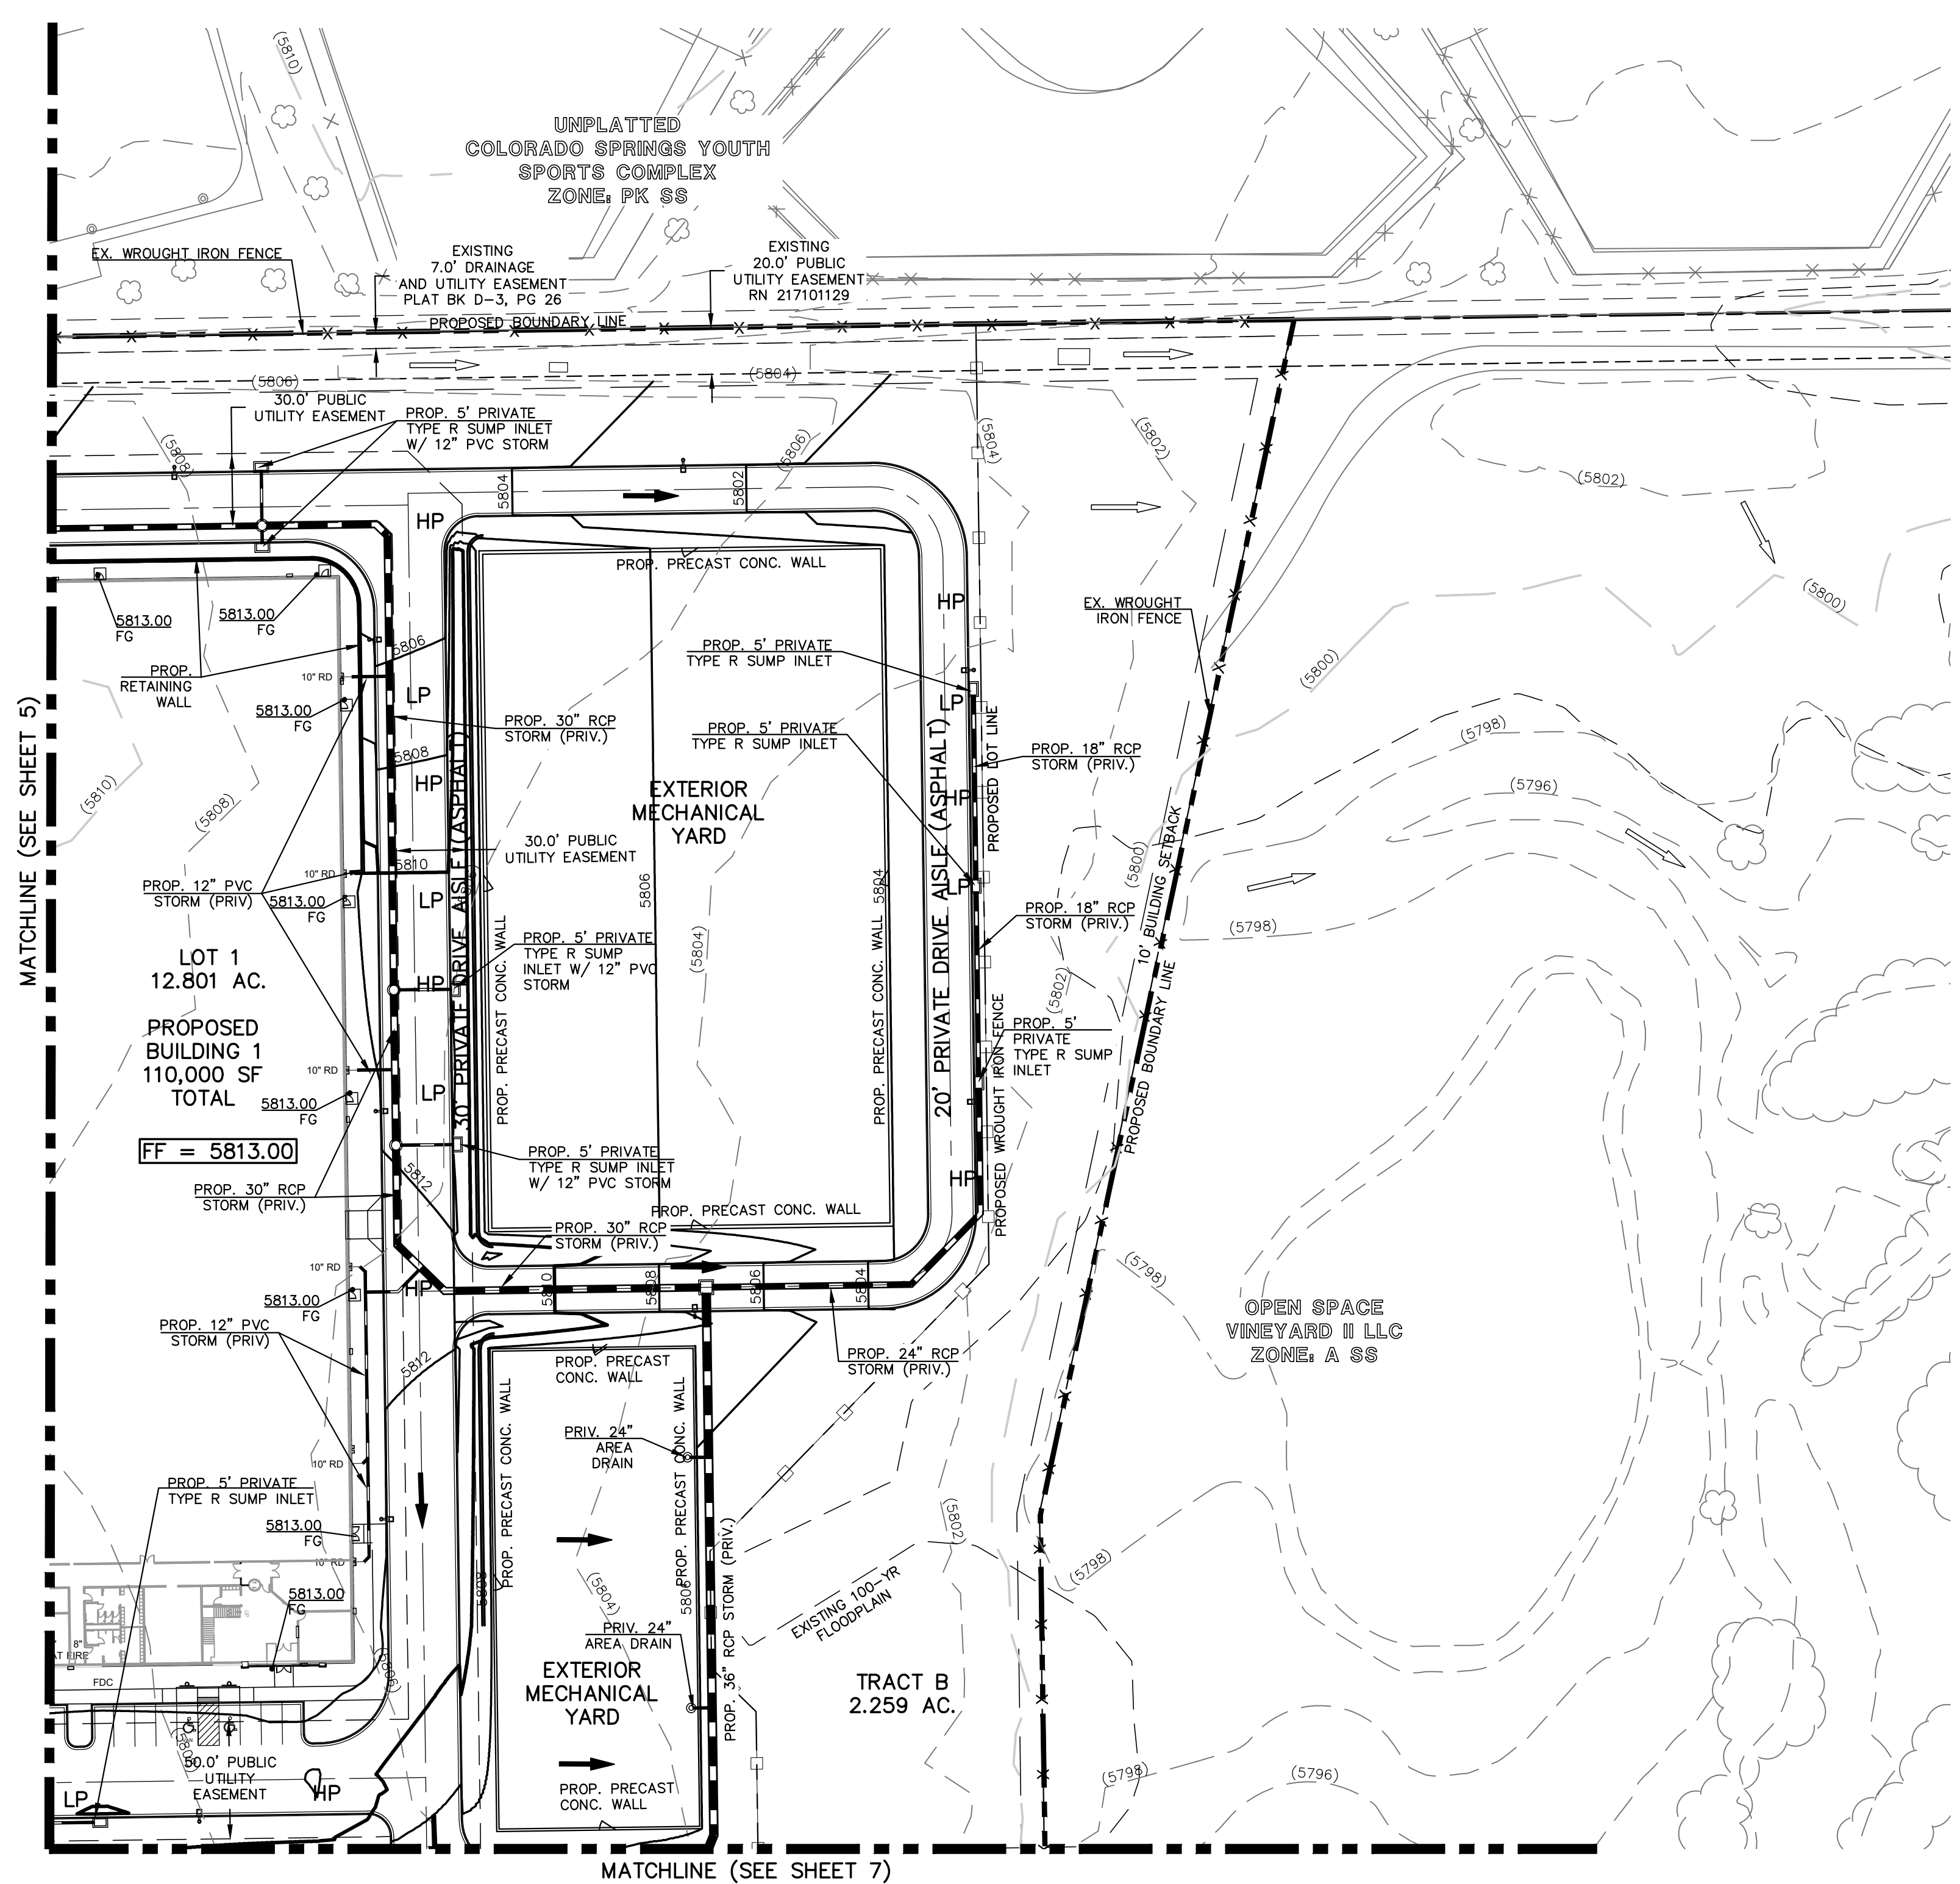 (5810)
UNPLATTED
COLORADO SPRINGS YOUTH
SPORTS COMPLEX
ZONE: PK SS
EX. WROUGHT IRON FENCE
EXISTING
7.0' DRAINAGE
AND UTILITY EASEMENT
PLAT BK D-3, PG 26
EXISTING
20.0' PUBLIC
UTILITY EASEMENT
RN 217101129
PROPOSED BOUNDARY LINE
(5806)
(5804)
30.0' PUBLIC
UTILITY EASEMENT
PROP. 5' PRIVATE
TYPE R SUMP INLET
W/ 12" PVC STORM
(5808)
(5806)
(5804)
(5802)
(5802)
5804
5802
HP
PROP. PRECAST CONC. WALL
5813.00
FG
5813.00
FG
HP
EX. WROUGHT
IRON FENCE
(5800)
(5800)
5806
PROP.
RETAINING
WALL
10" RD
LP
5813.00
FG
PROP. 5' PRIVATE
TYPE R SUMP INLET
LP
PROP. 30" RCP
STORM (PRIV.)
PROP. 5' PRIVATE
TYPE R SUMP INLET
PROPOSED LOT LINE
PROP. 18" RCP
STORM (PRIV.)
(5798)
(5796)
MATCHLINE (SEE SHEET 5)
(5810)
(5808)
5808
HP
EXTERIOR
MECHANICAL
YARD
HP
30.0' PUBLIC
UTILITY EASEMENT
5810
10" RD
PROP. 12" PVC
STORM (PRIV)
5813.00
FG
LP
5806
5804
LP
(5800)
10' BUILDING SETBACK
PROP. 18" RCP
STORM (PRIV.)
(5798)
30' PRIVATE DRIVE AISLE (ASPHALT)
20' PRIVATE DRIVE AISLE (ASPHALT)
PROP. PRECAST CONC. WALL
PROP. PRECAST CONC. WALL
(5804)
PROP. 5' PRIVATE
TYPE R SUMP
INLET W/ 12" PVC
STORM
HP
LOT 1
12.801 AC.
PROPOSED
BUILDING 1
110,000 SF
TOTAL
(5802)
PROPOSED BOUNDARY LINE
PROPOSED WROUGHT IRON FENCE
PROP. 5'
PRIVATE
TYPE R SUMP
INLET
10" RD
LP
5813.00
FG
FF = 5813.00
PROP. 5' PRIVATE
TYPE R SUMP INLET
W/ 12" PVC STORM
5812
HP
PROP. 30" RCP
STORM (PRIV.)
PROP. PRECAST CONC. WALL
PROP. 30" RCP
STORM (PRIV.)
10" RD
HP
5810
5808
5806
5804
5813.00
FG
(5798)
OPEN SPACE
VINEYARD II LLC
ZONE: A SS
PROP. 12" PVC
STORM (PRIV)
5812
PROP. PRECAST
CONC. WALL
PROP. 24" RCP
STORM (PRIV.)
PROP. PRECAST CONC. WALL
PROP. PRECAST CONC. WALL
PRIV. 24"
AREA
DRAIN
10" RD
PROP. 5' PRIVATE
TYPE R SUMP INLET
5813.00
FG
10" RD
(5802)
(5798)
5808
(5804)
5806
PROP. 36" RCP STORM (PRIV.)
EXISTING 100-YR
FLOODPLAIN
5813.00
FG
PRIV. 24"
AREA DRAIN
8"
FDC
(5806)
EXTERIOR
MECHANICAL
YARD
TRACT B
2.259 AC.
50.0' PUBLIC
UTILITY
EASEMENT
HP
LP
PROP. PRECAST
CONC. WALL
(5798)
(5796)
MATCHLINE (SEE SHEET 7)